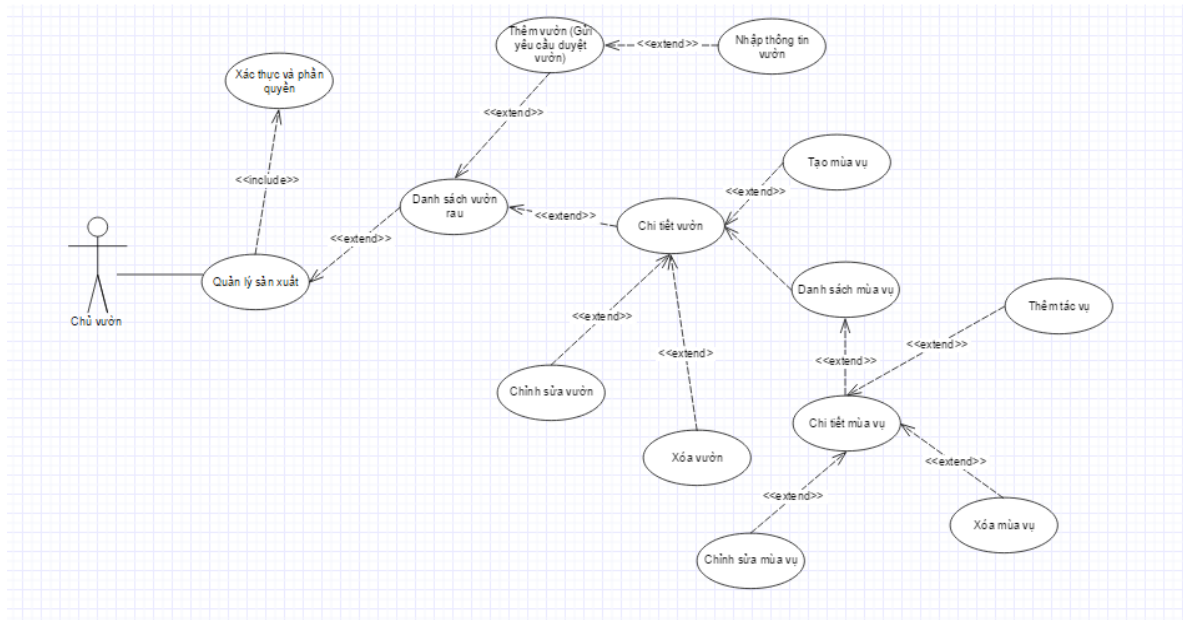 Thêm vườn (Gửi
yêu cầu duyệt
vườn)
<<extend>>
Nhập thông tin
vườn
Xác thực và phân
quyền
<<extend>>
<<include>>
Danh sách vườn
rau
<<extend>>
Tạo mùa vụ
<<extend>>
<<extend>>
Chi tiết vườn
Quản lý sản xuất
Chủ vườn
Danh sách mùa vụ
Thêm tác vụ
<<extend>>
<<extend>
<<extend>>
<<extend>>
Chỉnh sửa vườn
Chi tiết mùa vụ
Xóa vườn
<<extend>>
<<extend>>
Xóa mùa vụ
Chỉnh sửa mùa vụ